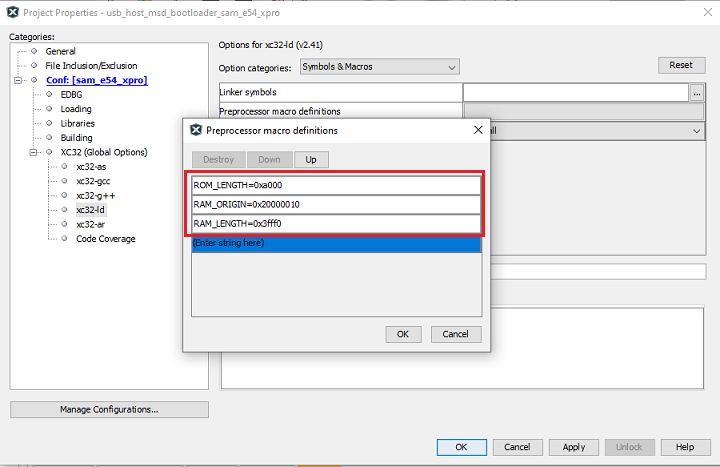 Project Properties - usb_host_msd_bootloader_sam_e54_xpro
Categories:
General
File Inclusion/Exclusion
Conf: [sam_e54_xpro]
EDBG
Loading
Libraries
Building
XC32 (Global Options)
xc32-as
xc32-gcc
xc32-g++
xc32-ld
xc32-ar
Code Coverage
Manage Configurations...
Options for xc32-ld (v2.41)
Option categories: Symbols & Macros
Reset
Linker symbols
...
Preprocessor macro definitions
Preprocessor macro definitions
Destroy
Down
Up
ROM_LENGTH=0xa000
RAM_ORIGIN=0x20000010
RAM_LENGTH=0x3fff0
(Enter string here)
OK
Cancel
OK
Cancel
Apply
Unlock
Help